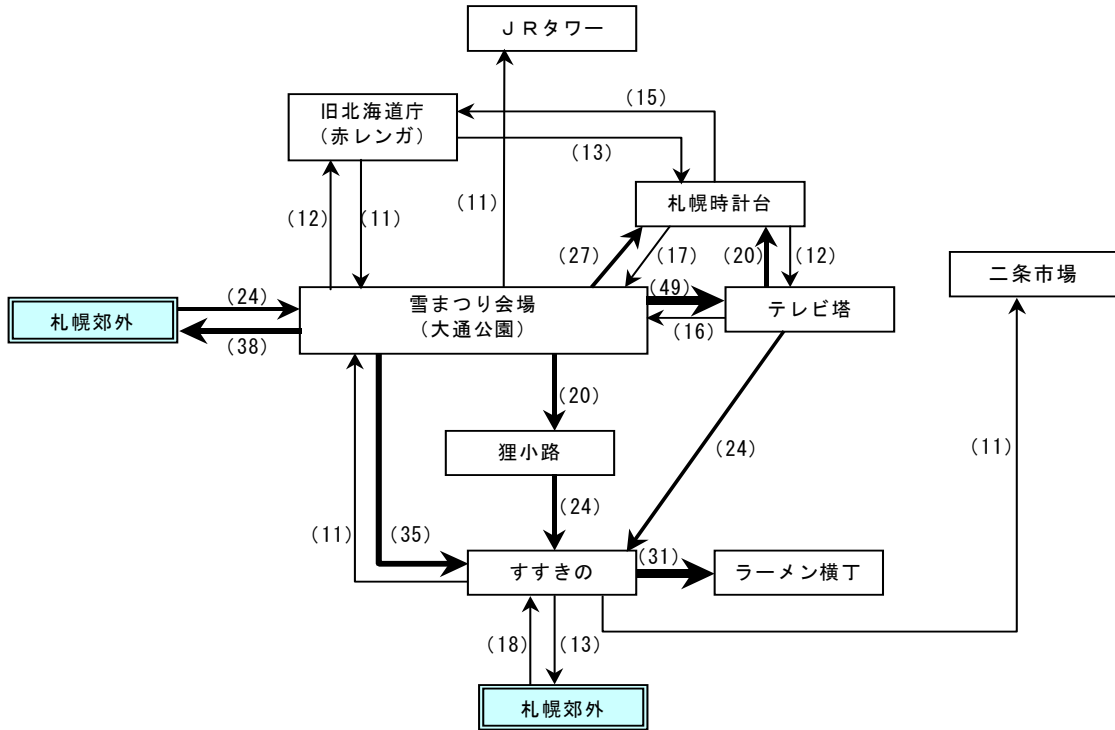 ＪＲタワー
（15）
旧北海道庁
（赤レンガ）
（13）
札幌時計台
（12）
（11）
（11）
（27）
（17）
（20）
（12）
二条市場
（24）
雪まつり会場
（大通公園）
（49）
テレビ塔
札幌郊外
（16）
（38）
（20）
狸小路
（24）
（11）
（24）
（11）
（35）
すすきの
（31）
ラーメン横丁
（18）
（13）
札幌郊外